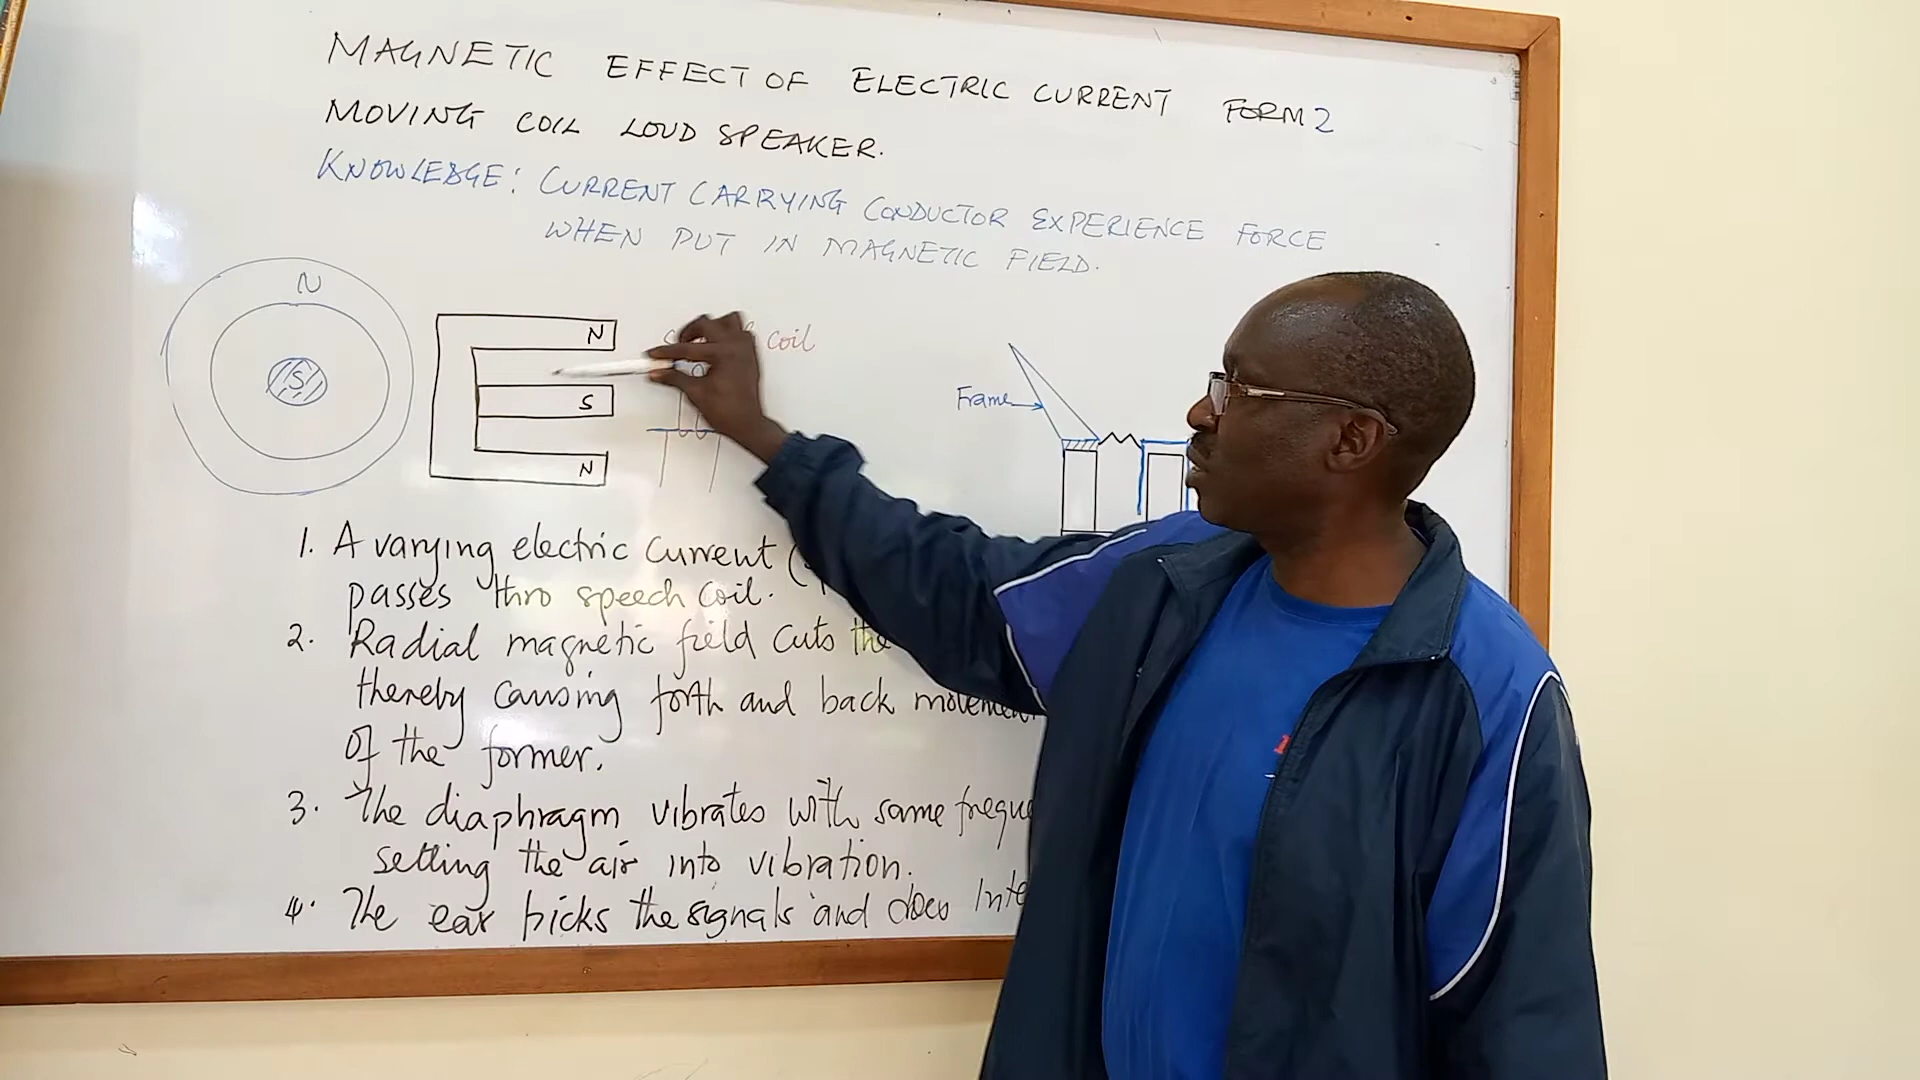 MAGNETIC EFFECT OF ELECTRIC CURRENT FORM 2
MOVING COIL LOUD SPEAKER.
KNOWLEDGE: CURRENT CARRYING CONDUCTOR EXPERIENCE FORCE
WHEN PUT IN MAGNETIC FIELD.
N
S
N
S
N
coil
Frame
1. A varying electric current (
passes thro speech coil.
2. Radial magnetic field cuts the
thereby causing forth and back movement
of the former.
3. The diaphragm vibrates with same
setting the air into vibration.
4. The ear picks the signals and does